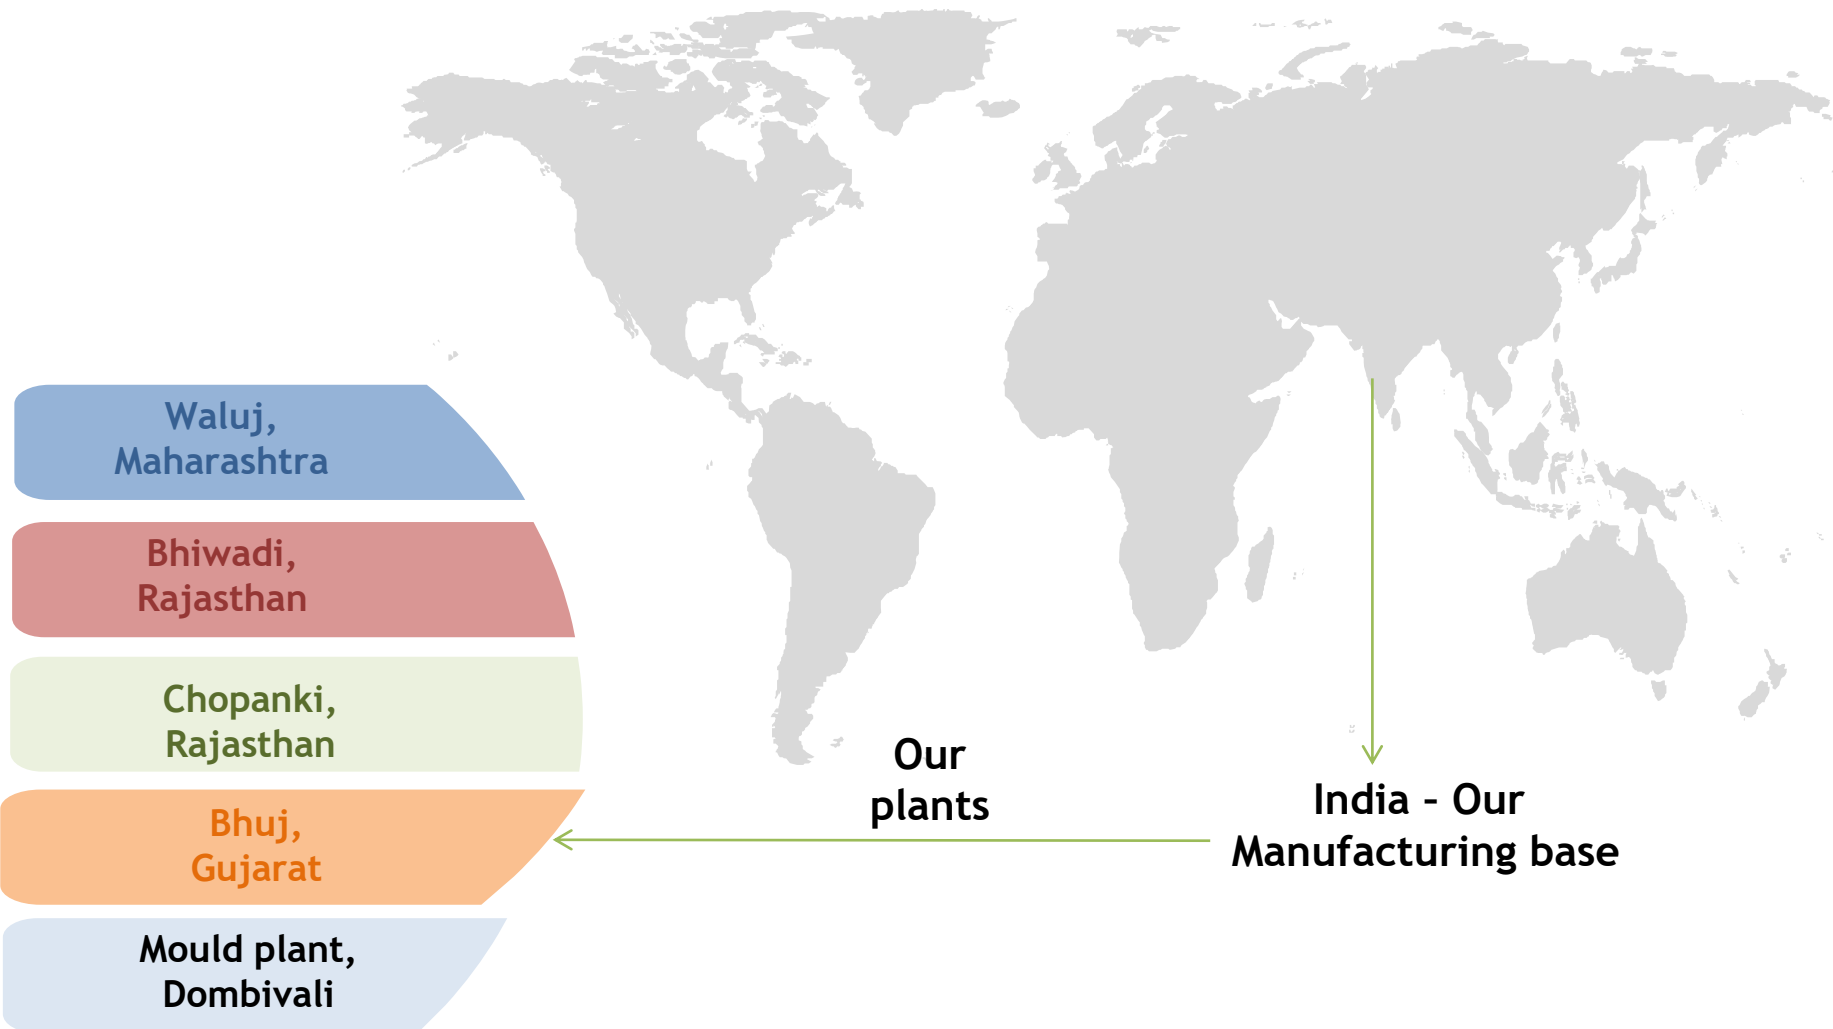 Waluj,
Maharashtra
Bhiwadi,
Rajasthan
Chopanki,
Rajasthan
Bhuj,
Gujarat
Mould plant,
Dombivali
Our
plants
India – Our
Manufacturing base